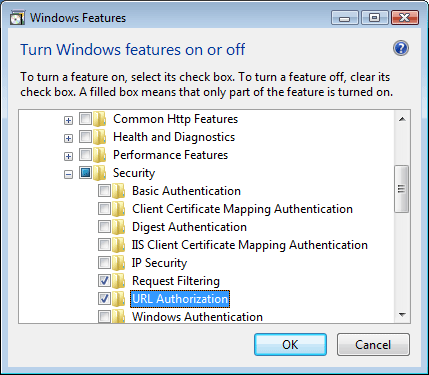 Windows Features
Turn Windows features on or off
To turn a feature on, select its check box. To turn a feature off, clear its
check box. A filled box means that only part of the feature is turned on.
Common Http Features
Health and Diagnostics
Performance Features
Security
Basic Authentication
Client Certificate Mapping Authentication
Digest Authentication
IIS Client Certificate Mapping Authentication
IP Security
Request Filtering
URL Authorization
Windows Authentication
OK Cancel